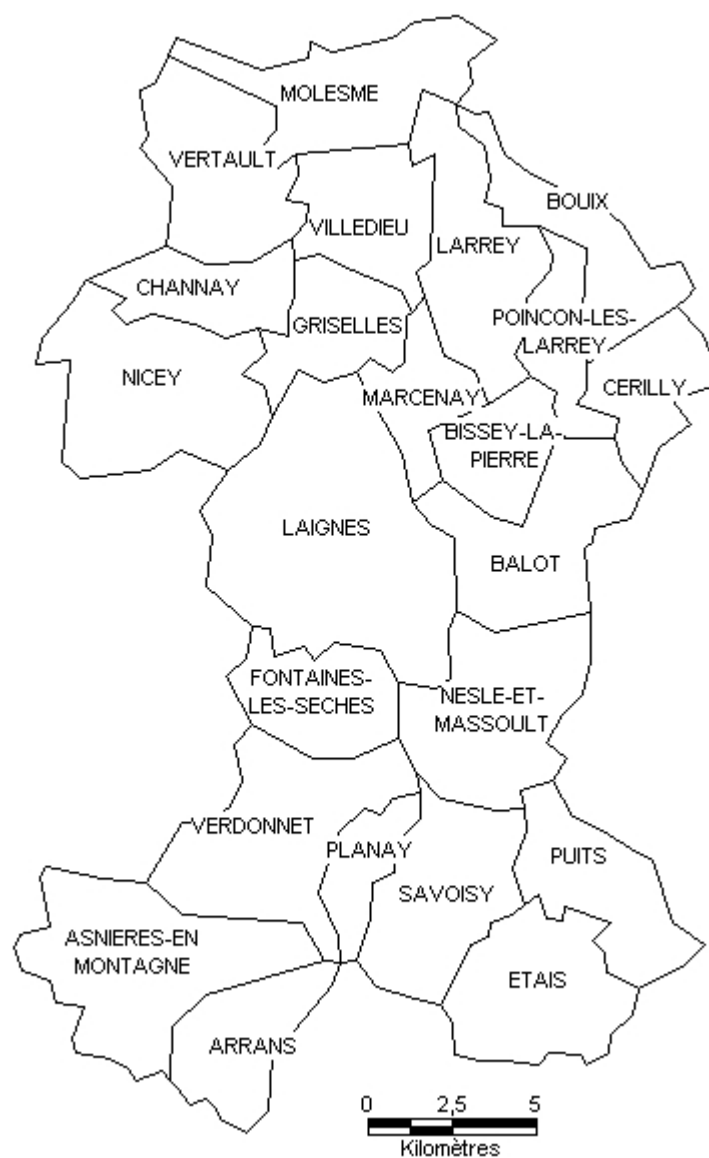 MOLESME
VERTAULT
BOUIX
VILLEDIEU
LARREY
CHANNAY
POINCON-LES-
LARREY
GRISELLES
NICEY
MARCENAY
CERILLY
BISSEY-LA-
PIERRE
LAIGNES
BALOT
FONTAINES-
LES-SECHES
NESLE-ET-
MASSOULT
VERDONNET
PLANAY
PUITS
SAVOISY
ASNIERES-EN
MONTAGNE
ETAIS
ARRANS
0 2,5 5
Kilomètres